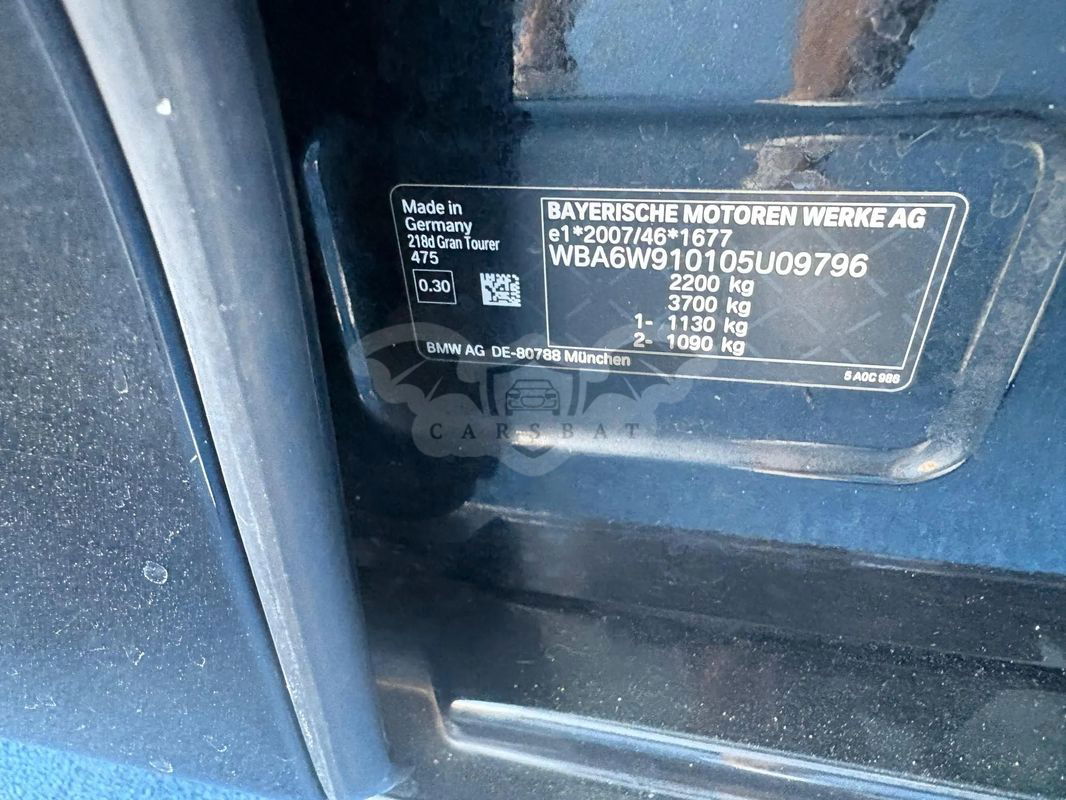 Made in
Germany
218d Gran Tourer
475
0.30
BAYERISCHE MOTOREN WERKE AG
e1*2007/46*1677
WBA6W910105U09796
2200 kg
3700 kg
1- 1130 kg
2- 1090 kg
BMW AG DE-80788 München
5 A0C 986
CARSBAT